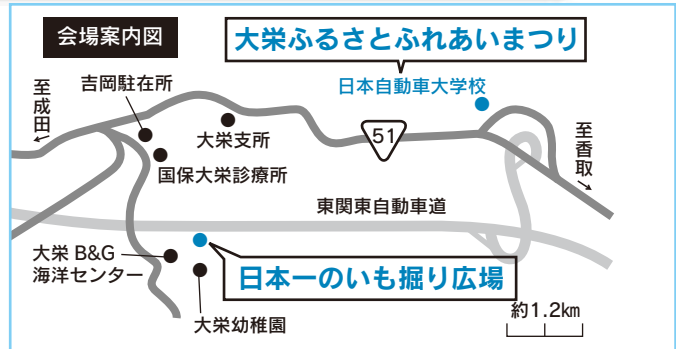 会場案内図
大栄ふるさとふれあいまつり
日本自動車大学校
吉岡駐在所
至成田
大栄支所
51
国保大栄診療所
至香取
東関東自動車道
大栄 B&G
海洋センター
日本一のいも掘り広場
大栄幼稚園
約1.2km